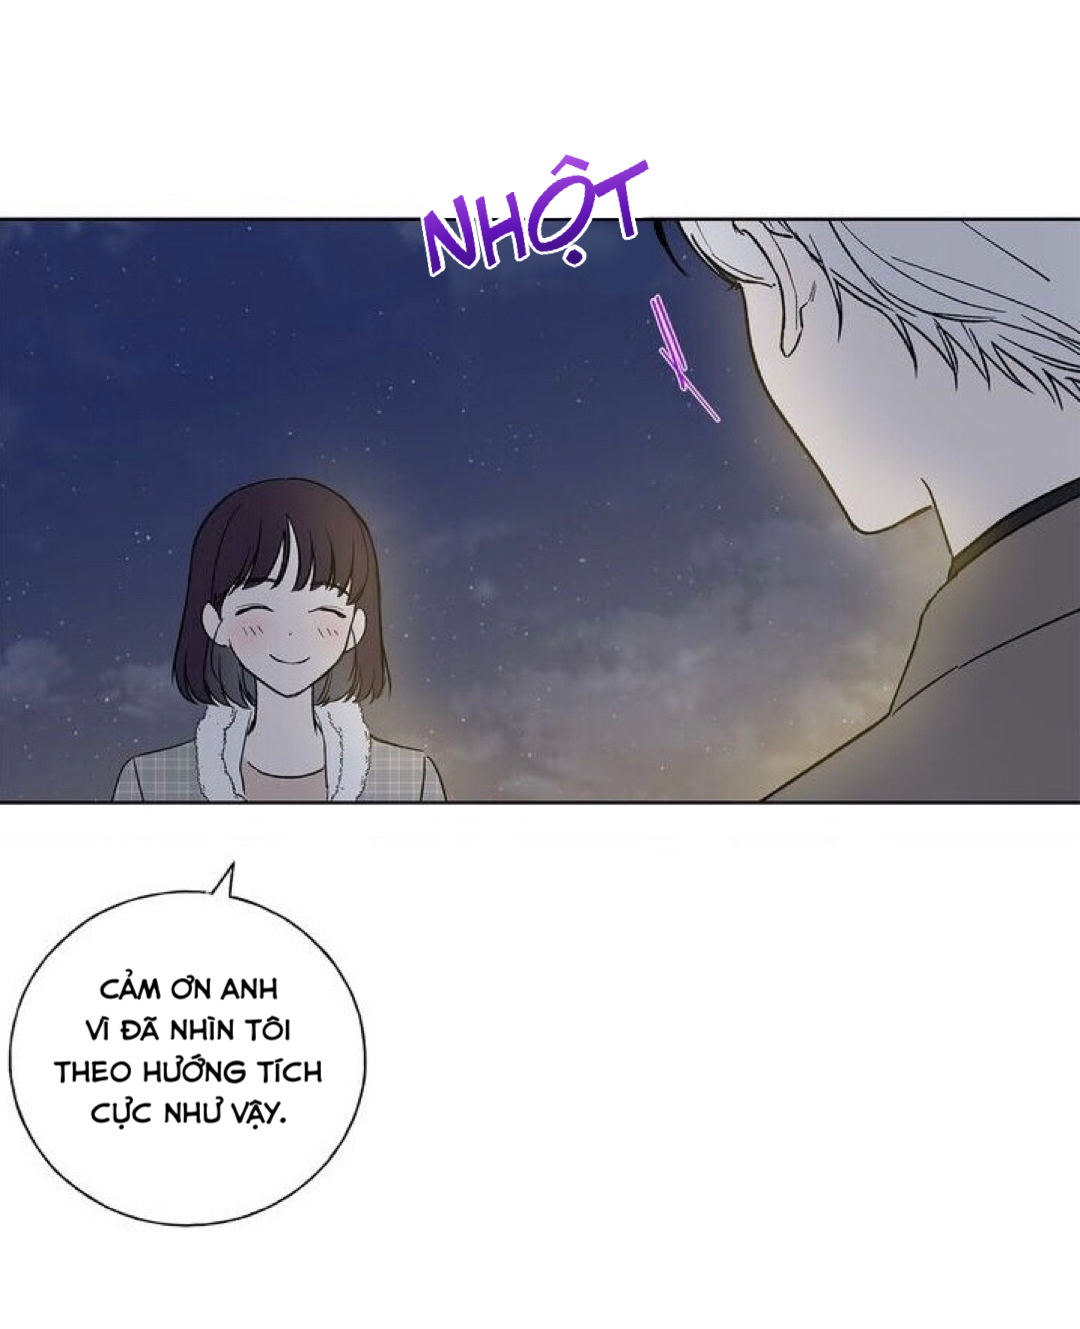 NHỘT
CẢM ƠN ANH
VÌ ĐÃ NHÌN TÔI
THEO HƯỚNG TÍCH
CỰC NHƯ VẬY.